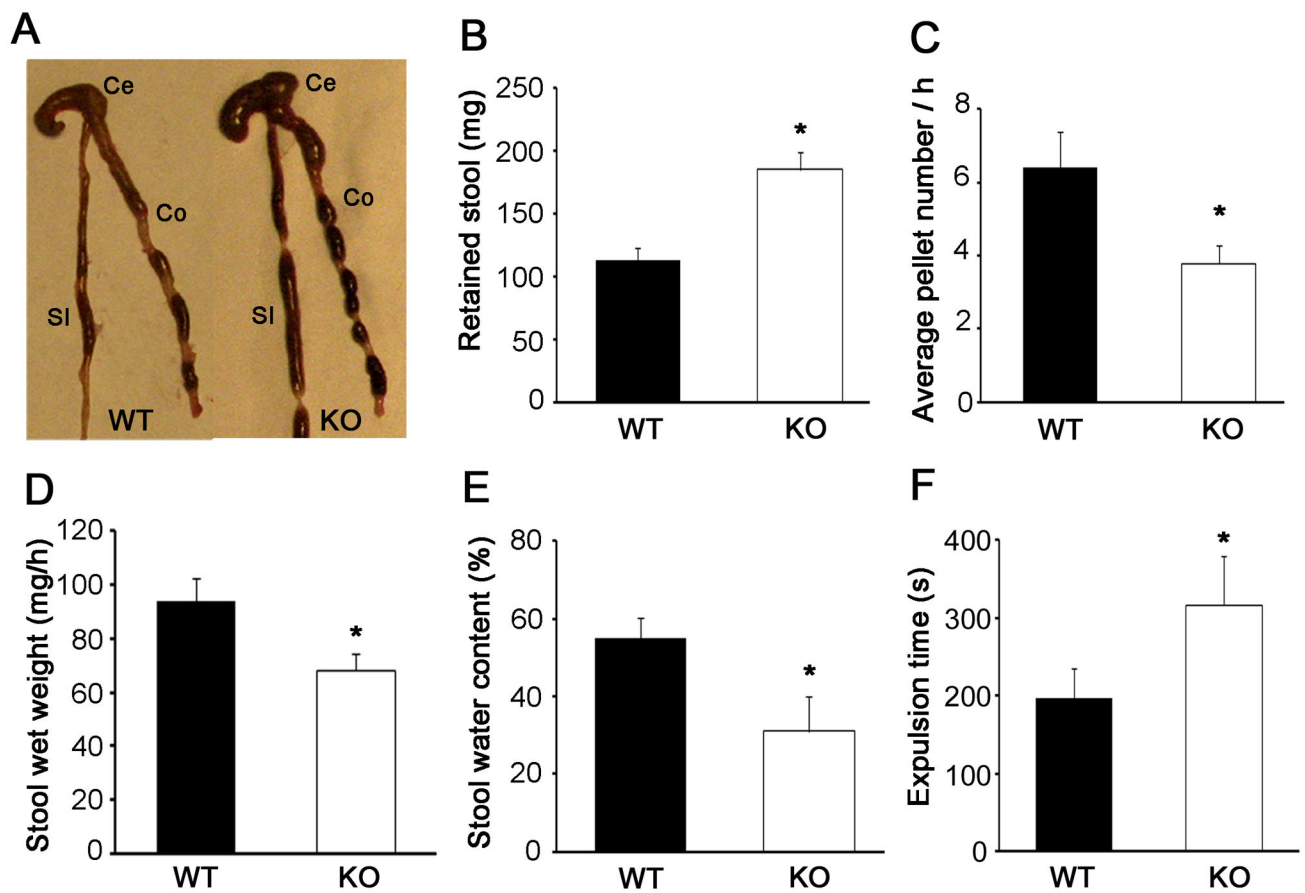 A
Ce
Ce
Co
SI
SI
WT
KO
B
Retained stool (mg)
250
200
150
100
50
0
*
WT
KO
C
Average pellet number / h
8
6
4
2
0
*
WT
KO
D
Stool wet weight (mg/h)
120
100
80
60
40
20
0
*
WT
KO
E
Stool water content (%)
80
60
40
20
0
*
WT
KO
F
Expulsion time (s)
400
300
200
100
0
*
WT
KO